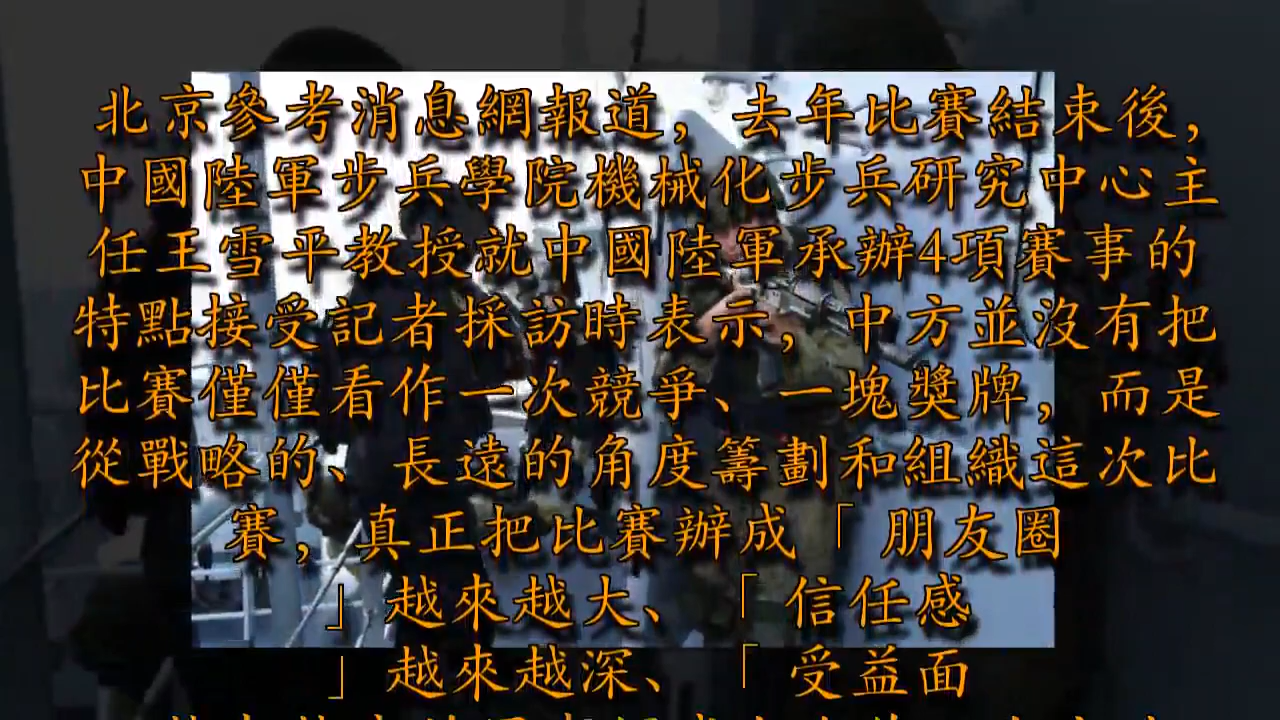 北京參考消息網報道，去年比賽結束後，
中國陸軍步兵學院機械化步兵研究中心主
任王雪平教授就中國陸軍承辦4項賽事的
特點接受記者採訪時表示，中方並沒有把
比賽僅僅看作一次競爭、一塊獎牌，而是
從戰略的、長遠的角度籌劃和組織這次比
賽，真正把比賽辦成「朋友圈
」越來越大、「信任感
」越來越深、「受益面